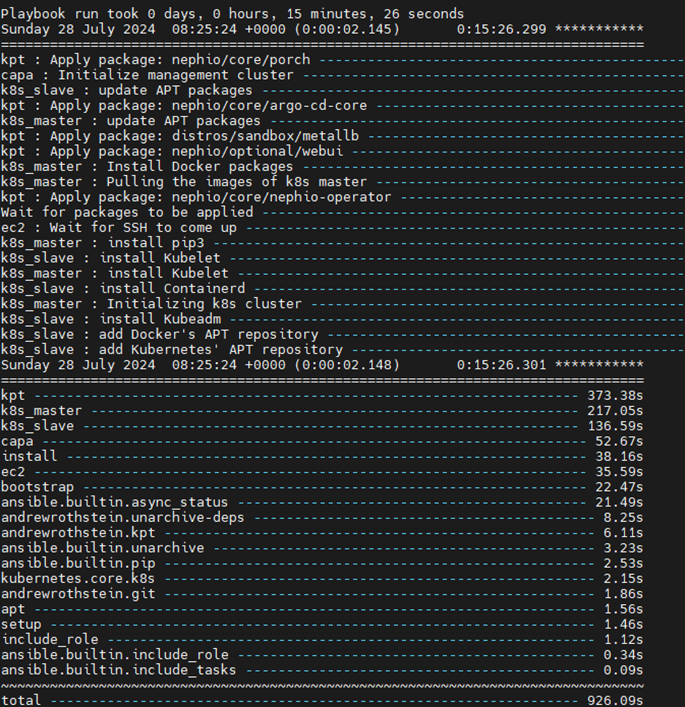 Playbook run took 0 days, 0 hours, 15 minutes, 26 seconds
Sunday 28 July 2024  08:25:24 +0000 (0:00:02.145)       0:15:26.299 ***********
===============================================================================
kpt : Apply package: nephio/core/porch ---------------------------------------------
capa : Initialize management cluster -----------------------------------------------
k8s_slave : update APT packages ----------------------------------------------------
kpt : Apply package: nephio/core/argo-cd-core --------------------------------------
k8s_master : update APT packages ---------------------------------------------------
kpt : Apply package: distros/sandbox/metallb ---------------------------------------
kpt : Apply package: nephio/optional/webui -----------------------------------------
k8s_master : Install Docker packages -----------------------------------------------
k8s_master : Pulling the images of k8s master --------------------------------------
kpt : Apply package: nephio/core/nephio-operator -----------------------------------
Wait for packages to be applied ----------------------------------------------------
ec2 : Wait for SSH to come up ------------------------------------------------------
k8s_master : install pip3 ----------------------------------------------------------
k8s_slave : install Kubelet --------------------------------------------------------
k8s_master : install Kubelet -------------------------------------------------------
k8s_slave : install Containerd -----------------------------------------------------
k8s_master : Initializing k8s cluster ----------------------------------------------
k8s_slave : install Kubeadm --------------------------------------------------------
k8s_slave : add Docker's APT repository --------------------------------------------
k8s_slave : add Kubernetes' APT repository -----------------------------------------
Sunday 28 July 2024  08:25:24 +0000 (0:00:02.148)       0:15:26.301 ***********
===============================================================================
kpt ------------------------------------------------------------------- 373.38s
k8s_master ------------------------------------------------------------ 217.05s
k8s_slave ------------------------------------------------------------- 136.59s
capa ------------------------------------------------------------------- 52.67s
install ---------------------------------------------------------------- 38.16s
ec2 -------------------------------------------------------------------- 35.59s
bootstrap -------------------------------------------------------------- 22.47s
ansible.builtin.async_status ------------------------------------------- 21.49s
andrewrothstein.unarchive-deps ------------------------------------------ 8.25s
andrewrothstein.kpt ----------------------------------------------------- 6.11s
ansible.builtin.unarchive ----------------------------------------------- 3.23s
ansible.builtin.pip ----------------------------------------------------- 2.53s
kubernetes.core.k8s ----------------------------------------------------- 2.15s
andrewrothstein.git ----------------------------------------------------- 1.86s
apt --------------------------------------------------------------------- 1.56s
setup ------------------------------------------------------------------- 1.46s
include_role ------------------------------------------------------------ 1.12s
ansible.builtin.include_role -------------------------------------------- 0.34s
ansible.builtin.include_tasks ------------------------------------------- 0.09s
~~~~~~~~~~~~~~~~~~~~~~~~~~~~~~~~~~~~~~~~~~~~~~~~~~~~~~~~~~~~~~~~~~~~~~~~~~~~~~~
total ----------------------------------------------------------------- 926.09s